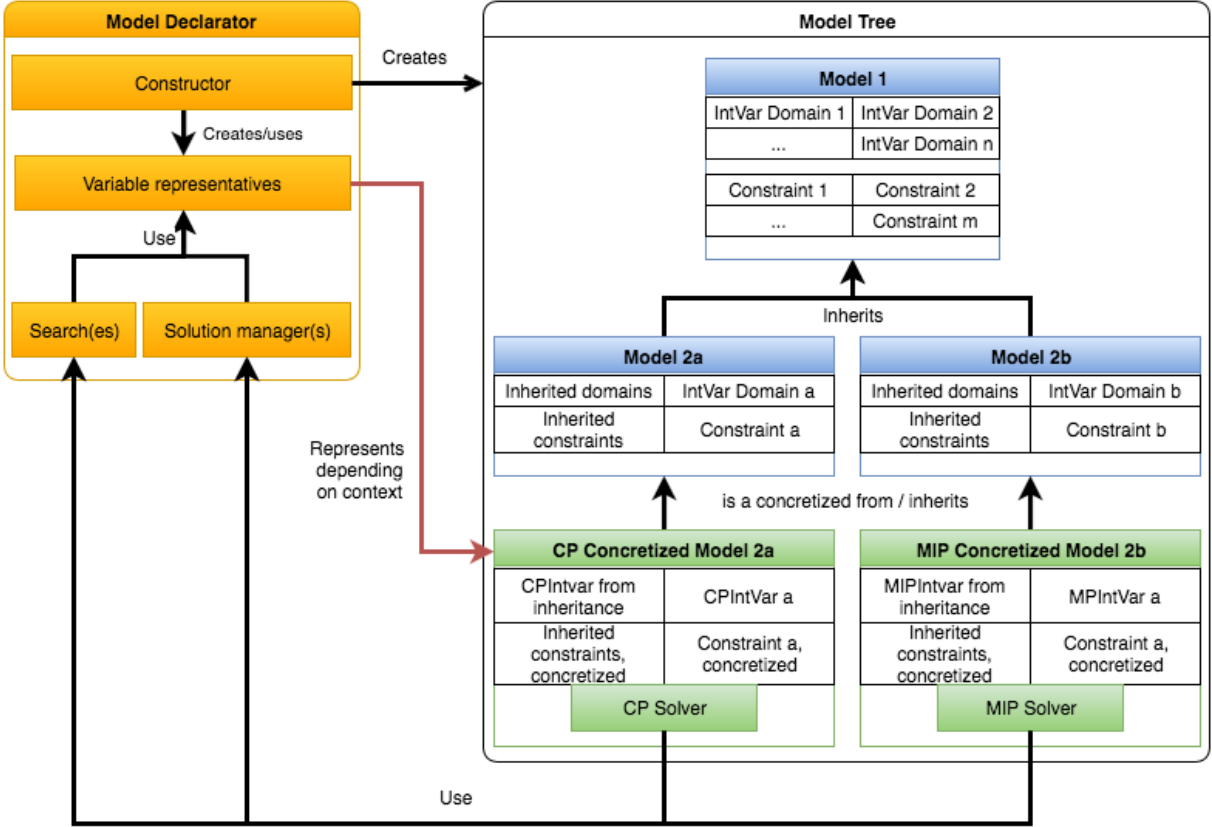 Model Declarator
Constructor
Creates/uses
Variable representatives
Use
Search(es)
Solution manager(s)
Creates
Represents
depending
on context
Model Tree
Model 1
IntVar Domain 1
IntVar Domain 2
...
IntVar Domain n
Constraint 1
Constraint 2
...
Constraint m
Inherits
Model 2a
Inherited domains
IntVar Domain a
Inherited
constraints
Constraint a
Model 2b
Inherited domains
IntVar Domain b
Inherited
constraints
Constraint b
is a concretized from / inherits
CP Concretized Model 2a
CPIntvar from
inheritance
CPIntVar a
Inherited
constraints,
concretized
Constraint a,
concretized
CP Solver
MIP Concretized Model 2b
MIPIntvar from
inheritance
MPIntVar a
Inherited
constraints,
concretized
Constraint a,
concretized
MIP Solver
Use